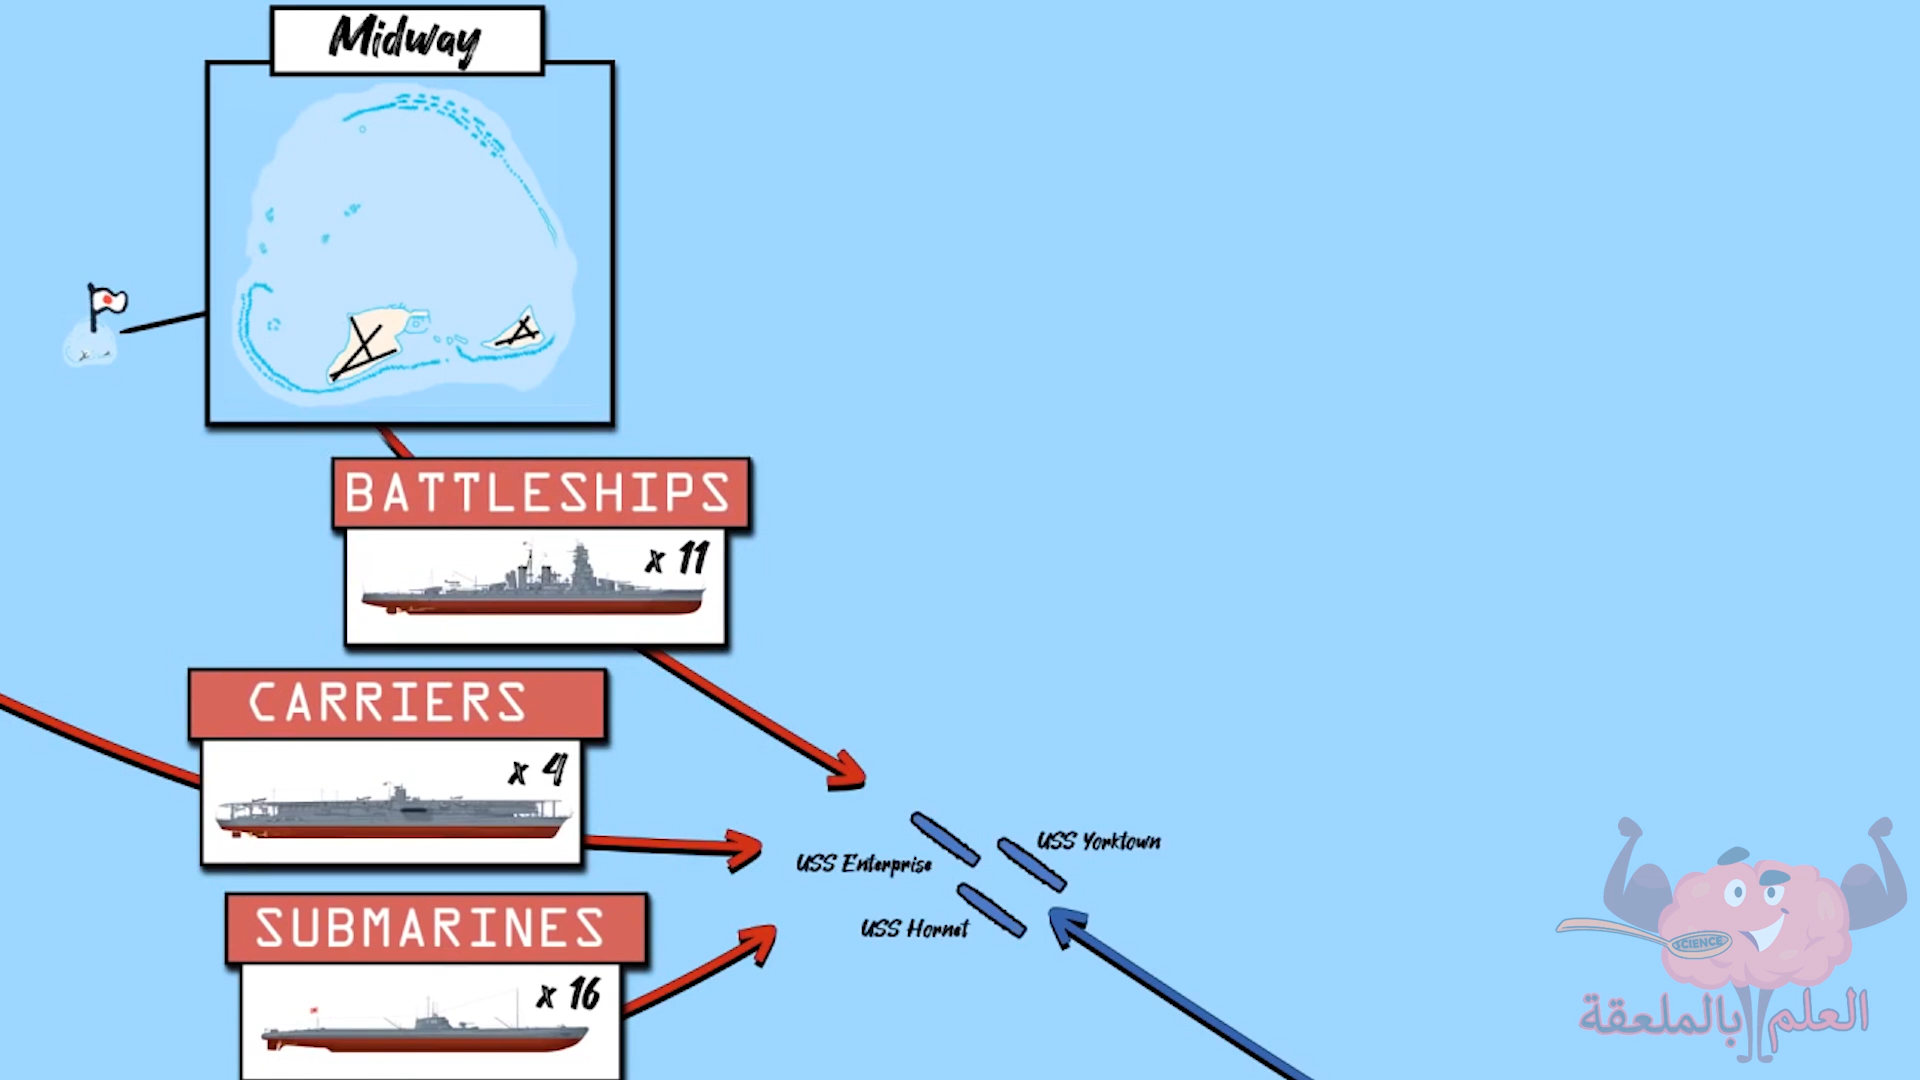 Midway
BATTLESHIPS
x 11
CARRIERS
x 4
USS Yorktown
USS Enterprise
USS Hornet
SUBMARINES
x 16
SCIENCE
العلم بالملعقة